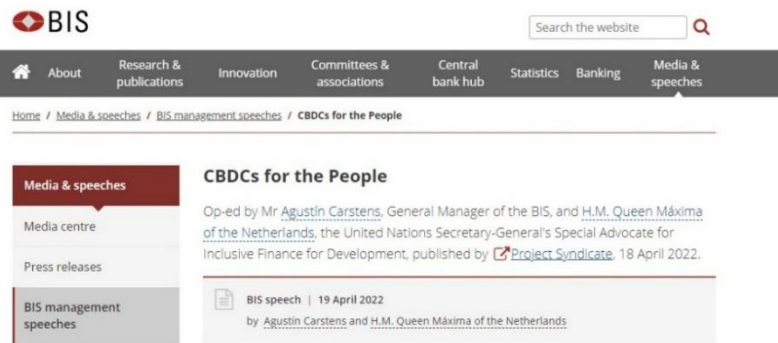 BIS
Search the website
About
Research & publications
Innovation
Committees & associations
Central bank hub
Statistics
Banking
Media & speeches
Home / Media & speeches / BIS management speeches / CBDCs for the People
Media & speeches
Media centre
Press releases
BIS management speeches
CBDCs for the People
Op-ed by Mr Agustín Carstens, General Manager of the BIS, and H.M. Queen Máxima
of the Netherlands, the United Nations Secretary-General's Special Advocate for
Inclusive Finance for Development, published by Project Syndicate, 18 April 2022.
BIS speech | 19 April 2022
by Agustín Carstens and H.M. Queen Máxima of the Netherlands